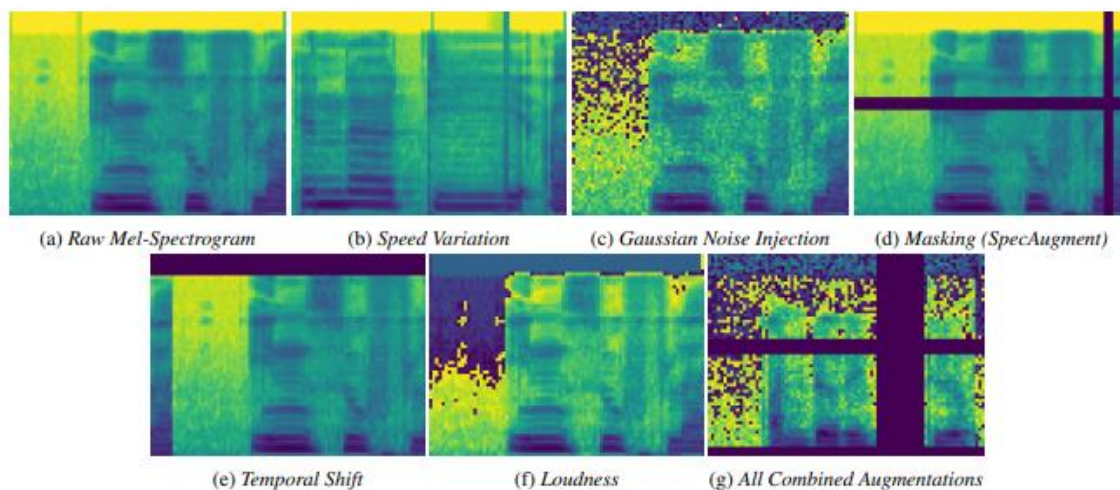 (a) Raw Mel-Spectrogram
(b) Speed Variation
(c) Gaussian Noise Injection
(d) Masking (SpecAugment)
(e) Temporal Shift
(f) Loudness
(g) All Combined Augmentations